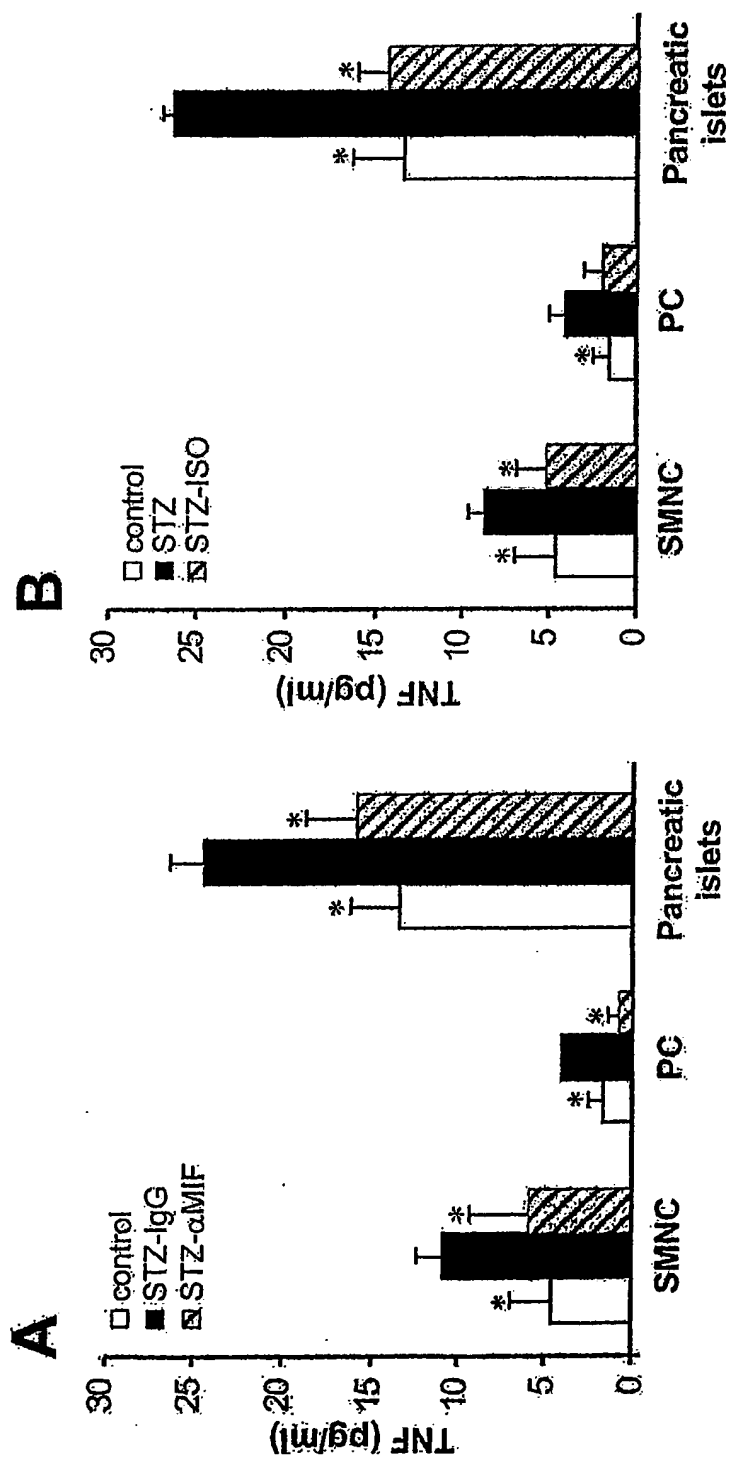 A
TNF (pg/ml)
30
25
20
15
10
5
0
control
STZ-IgG
STZ-αMIF
*
*
*
*
*
*
SMNC
PC
Pancreatic
islets
B
TNF (pg/ml)
30
25
20
15
10
5
0
control
STZ
STZ-ISO
*
*
*
*
*
SMNC
PC
Pancreatic
islets